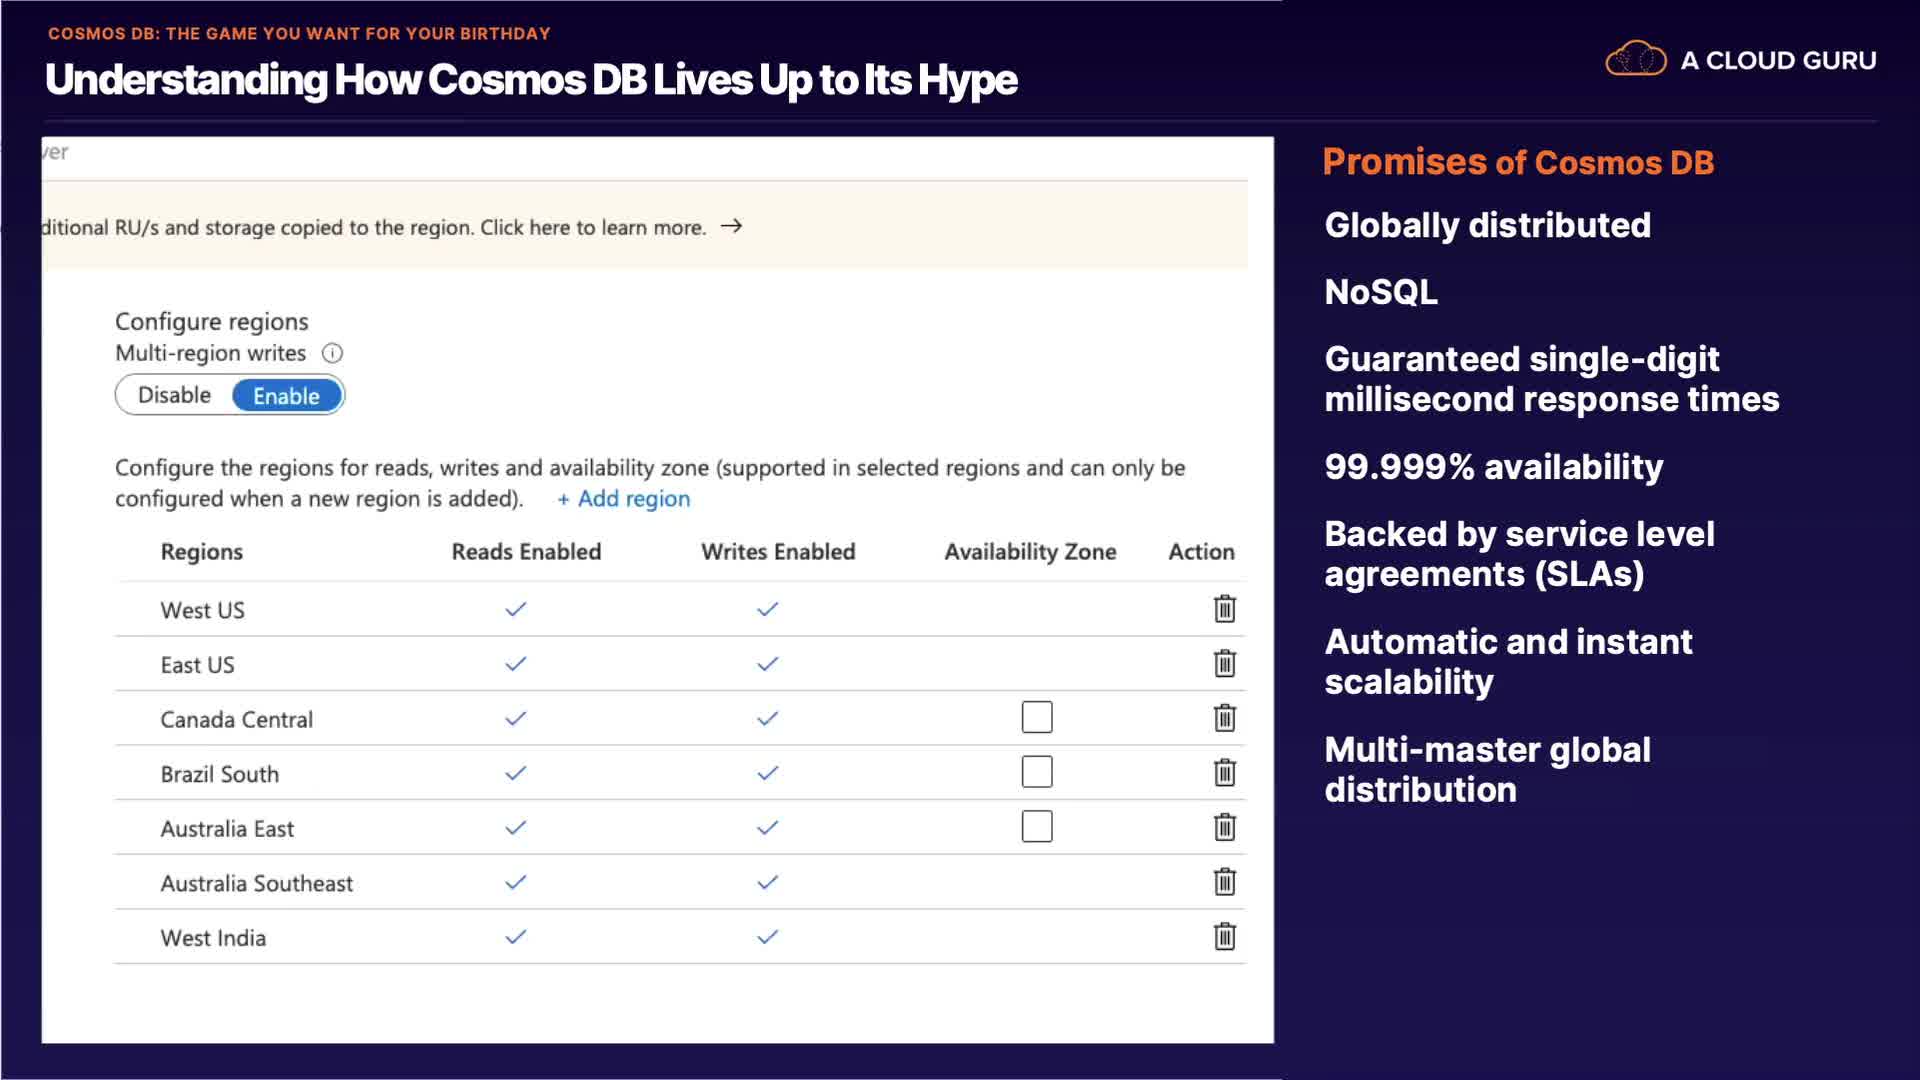 COSMOS DB: THE GAME YOU WANT FOR YOUR BIRTHDAY
Understanding How Cosmos DB Lives Up to Its Hype
A CLOUD GURU
ver
ditional RU/s and storage copied to the region. Click here to learn more. →
Configure regions
Multi-region writes
Disable Enable
Configure the regions for reads, writes and availability zone (supported in selected regions and can only be
configured when a new region is added). + Add region
Regions Reads Enabled Writes Enabled Availability Zone Action
West US
East US
Canada Central
Brazil South
Australia East
Australia Southeast
West India
Promises of Cosmos DB
Globally distributed
NoSQL
Guaranteed single-digit
millisecond response times
99.999% availability
Backed by service level
agreements (SLAs)
Automatic and instant
scalability
Multi-master global
distribution